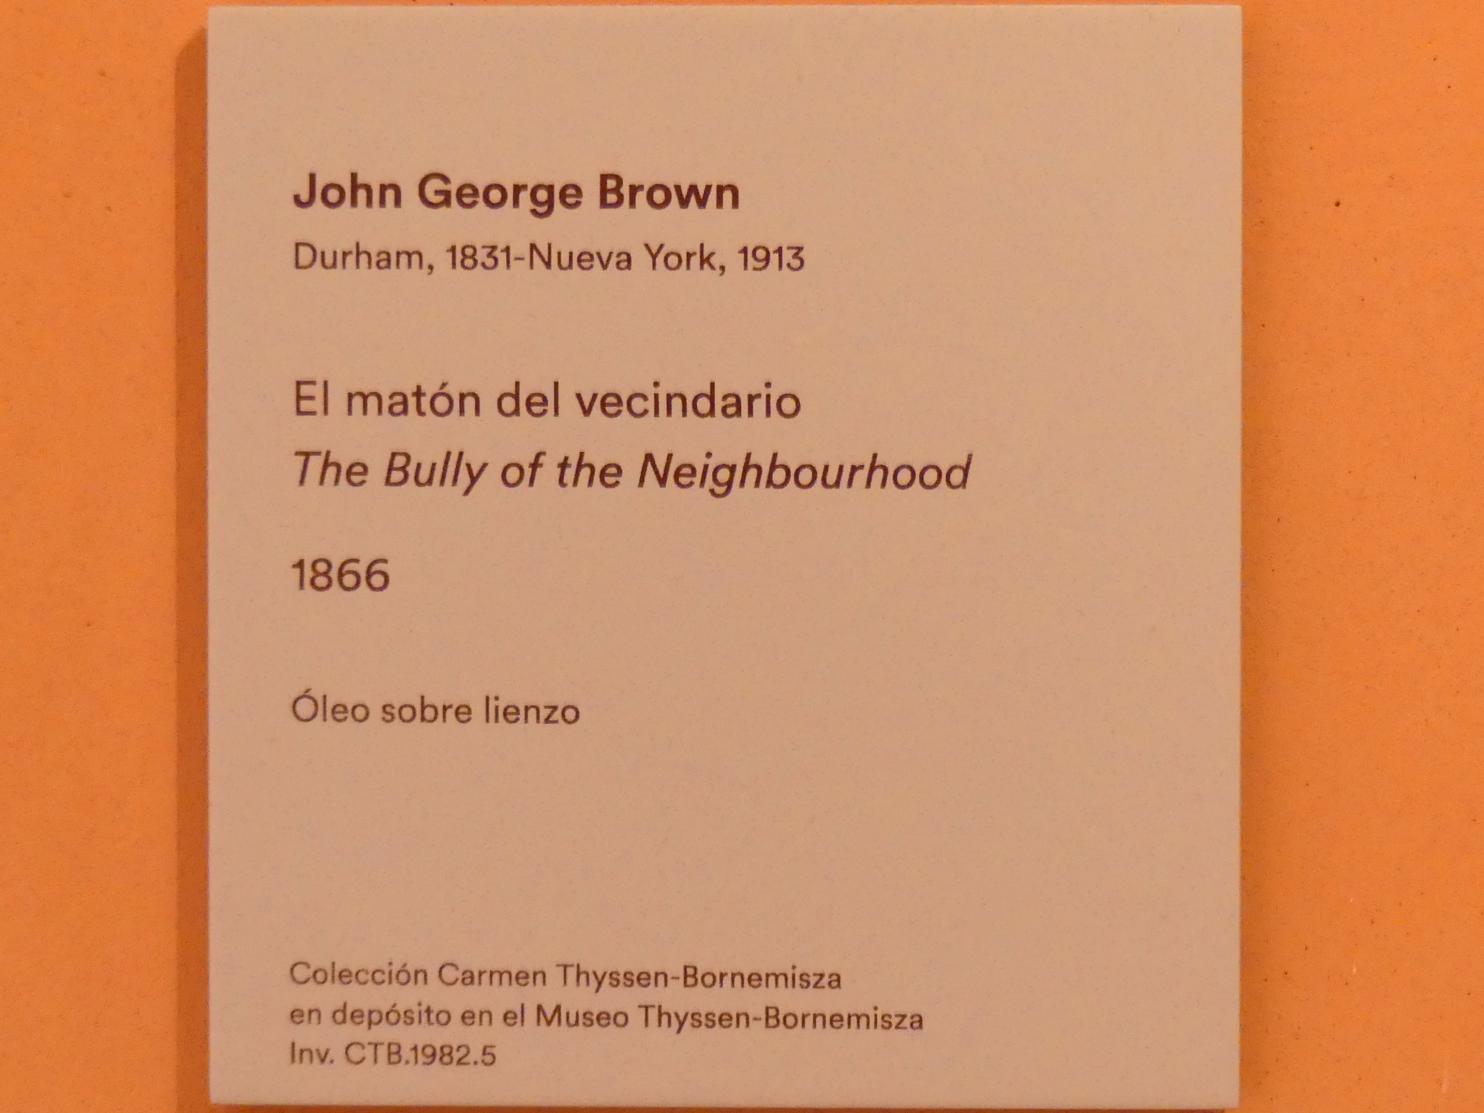 John George Brown
Durham, 1831-Nueva York, 1913
El matón del vecindario
The Bully of the Neighbourhood
1866
Óleo sobre lienzo
Colección Carmen Thyssen-Bornemisza
en depósito en el Museo Thyssen-Bornemisza
Inv. CTB.1982.5